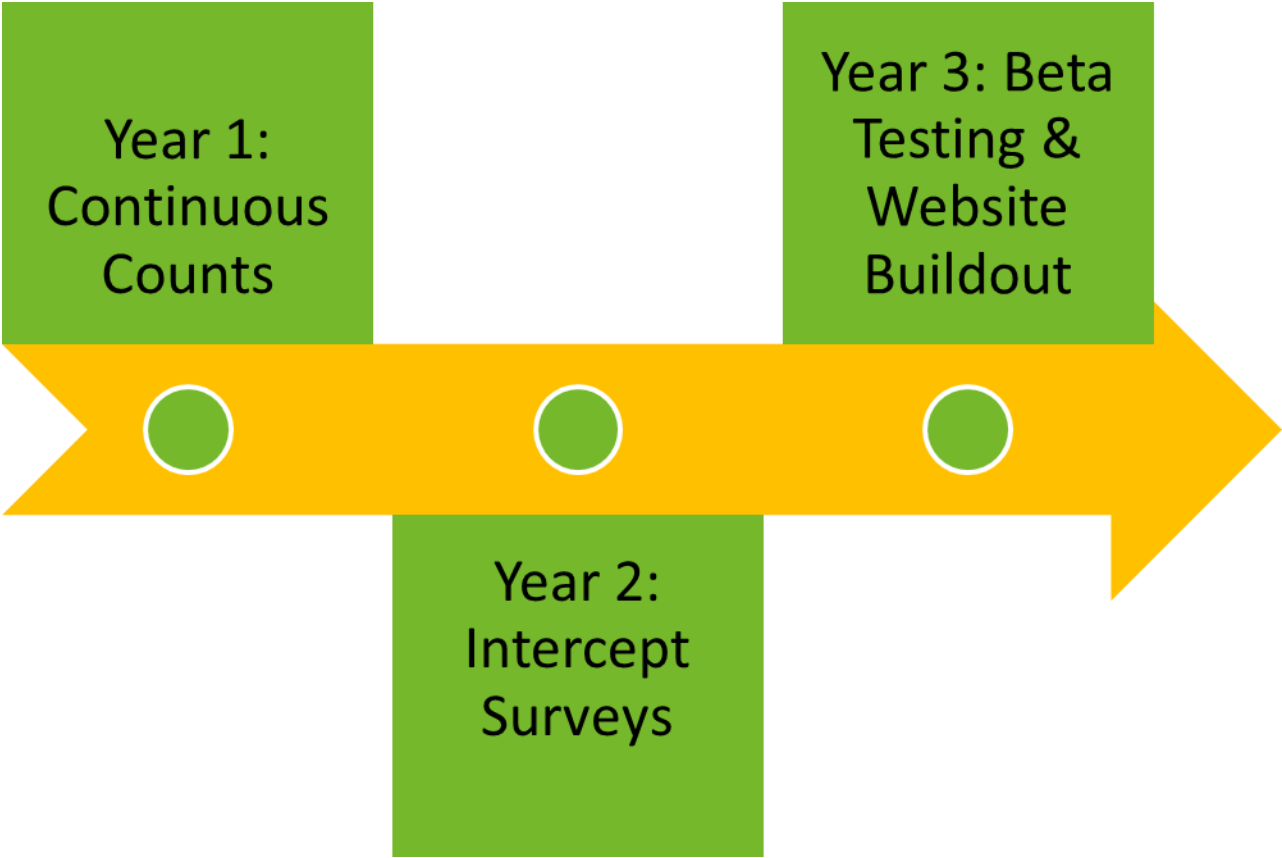 Year 1:
Continuous
Counts
Year 2:
Intercept
Surveys
Year 3: Beta
Testing &
Website
Buildout